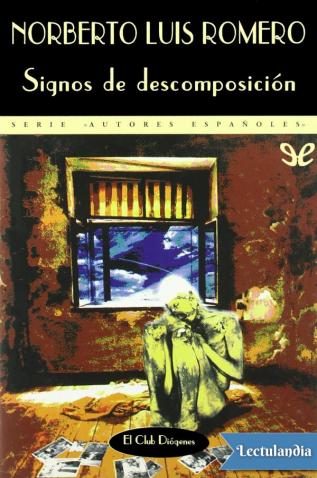 NORBERTO LUIS ROMERO
Signos de descomposición
SERIE «AUTORES ESPAÑOLES»
El Club Diógenes
Lectulandia